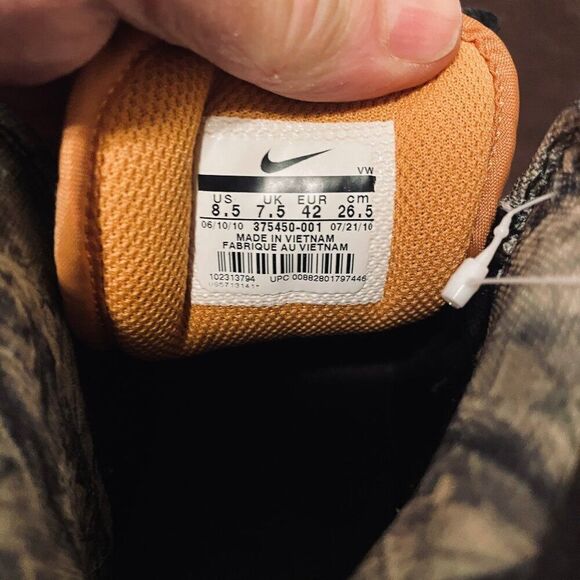 VW
US UK EUR cm
8.5 7.5 42 26.5
06/10/10 375450-001 07/21/10
MADE IN VIETNAM
FABRIQUE AU VIETNAM
102313794 UPC 00882801797446